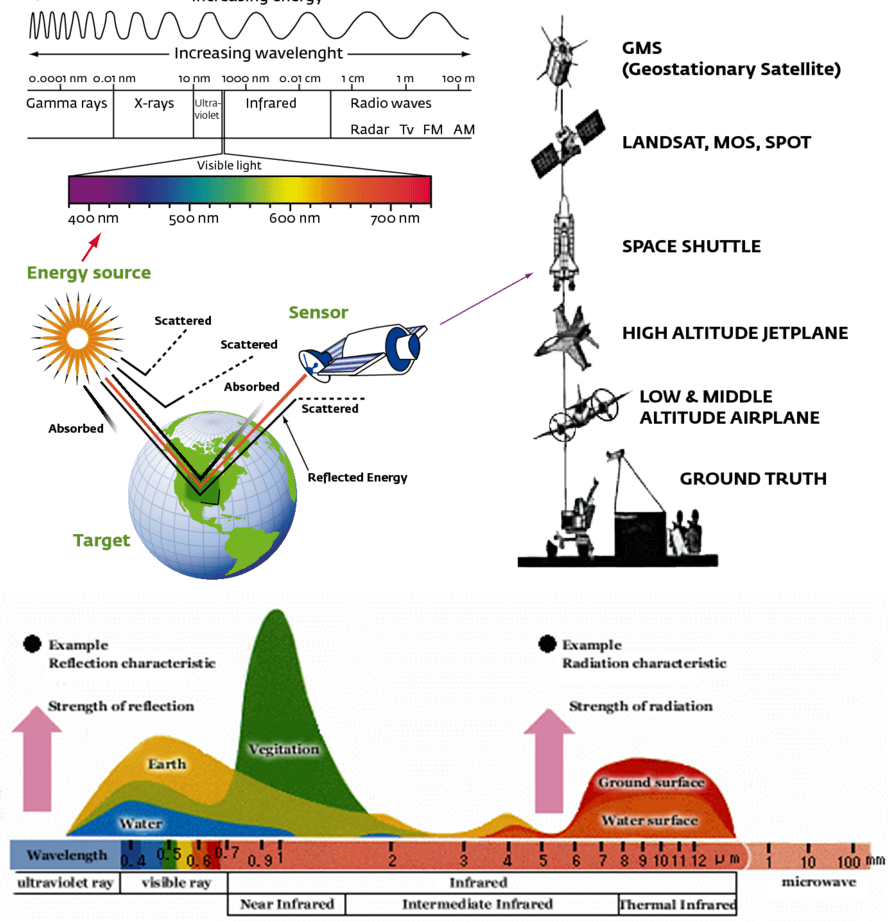 Increasing energy
Increasing wavelenght
0.0001 nm 0.01 nm 10 nm 1000 nm 0.01 cm 1 cm 1 m 100 m
Gamma rays X-rays Ultra-violet Infrared Radio waves
Radar Tv FM AM
Visible light
400 nm 500 nm 600 nm 700 nm
Energy source
Scattered
Scattered
Sensor
Absorbed
Scattered
Absorbed
Reflected Energy
Target
GMS
(Geostationary Satellite)
LANDSAT, MOS, SPOT
SPACE SHUTTLE
HIGH ALTITUDE JETPLANE
LOW & MIDDLE
ALTITUDE AIRPLANE
GROUND TRUTH
Example
Reflection characteristic
Strength of reflection
Example
Radiation characteristic
Strength of radiation
Vegitation
Earth
Water
Ground surface
Water surface
Wavelength 0.4 0.5 0.6 0.7 0.9 1 2 3 4 5 6 7 8 9 10 11 12 μm 1 10 100 mm
ultraviolet ray visible ray Infrared microwave
Near Infrared Intermediate Infrared Thermal Infrared